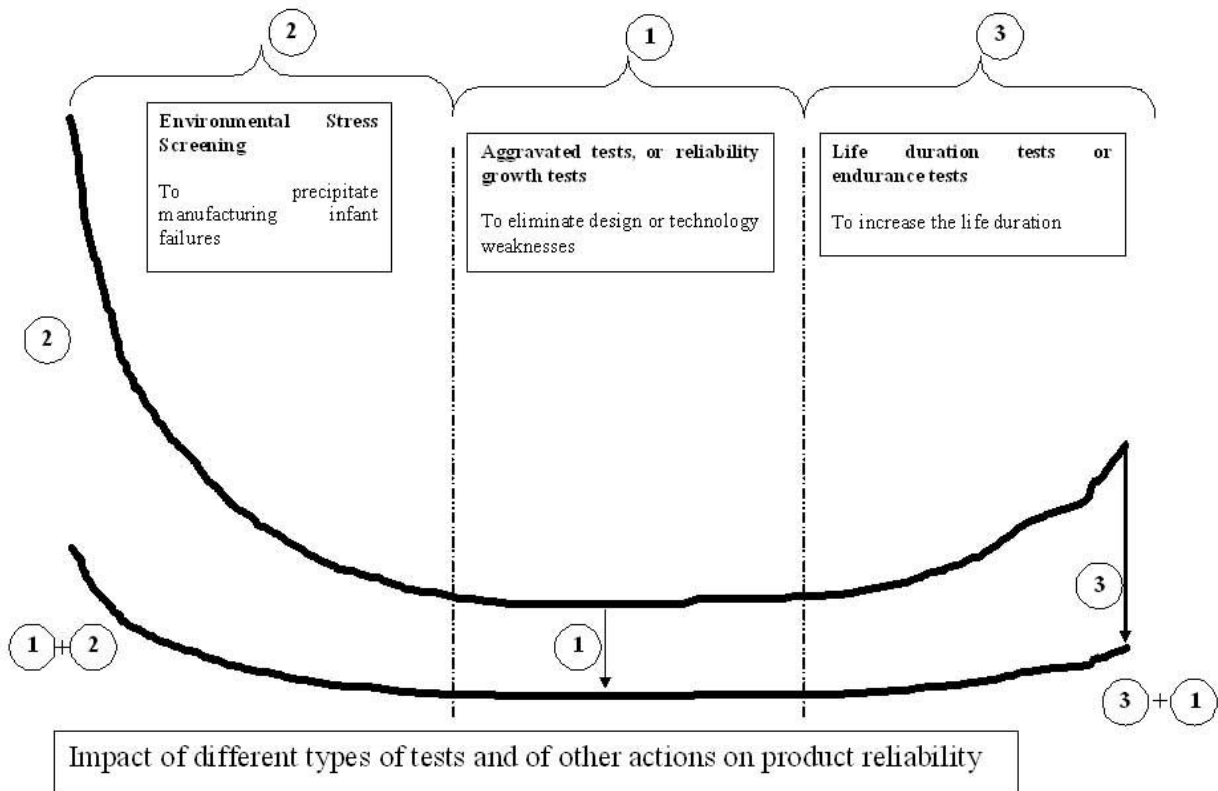 2
1
3
Environmental Stress
Screening
To precipitate
manufacturing infant
failures
Aggravated tests, or reliability
growth tests
To eliminate design or technology
weaknesses
Life duration tests or
endurance tests
To increase the life duration
2
3
1
1+2
3+1
Impact of different types of tests and of other actions on product reliability